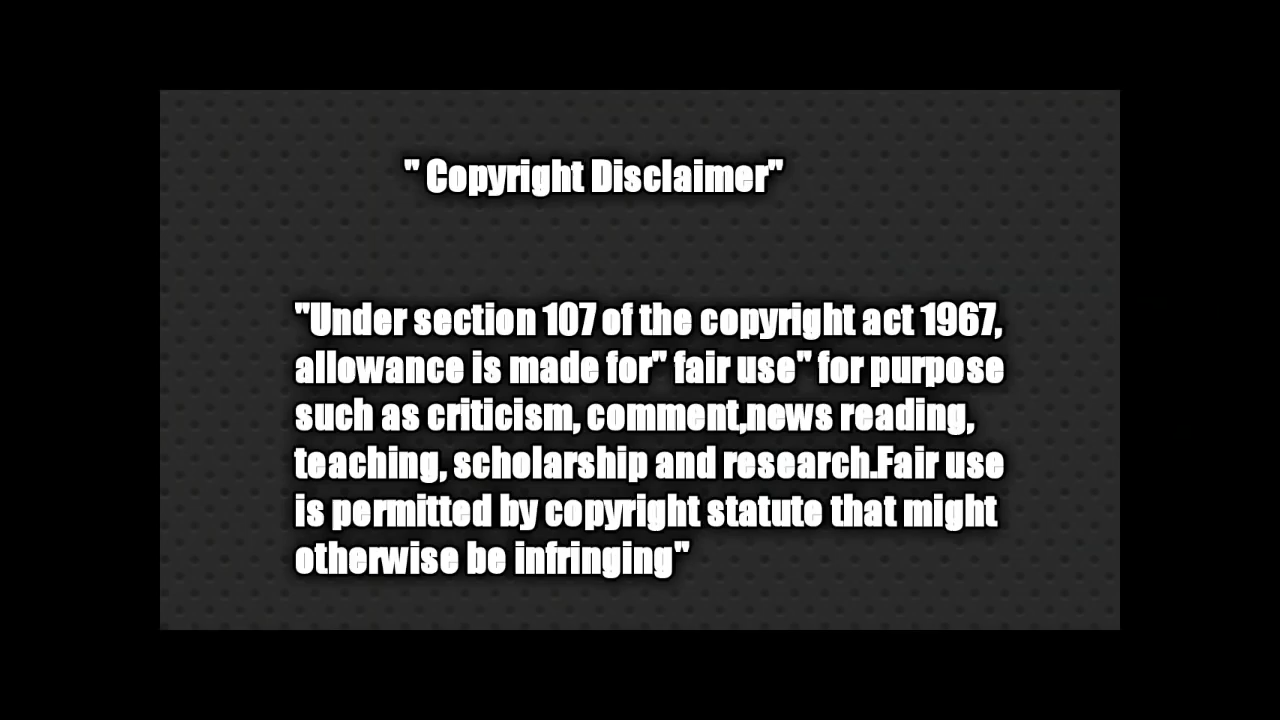 " Copyright Disclaimer"
"Under section 107 of the copyright act 1967,
allowance is made for" fair use" for purpose
such as criticism, comment,news reading,
teaching, scholarship and research.Fair use
is permitted by copyright statute that might
otherwise be infringing"